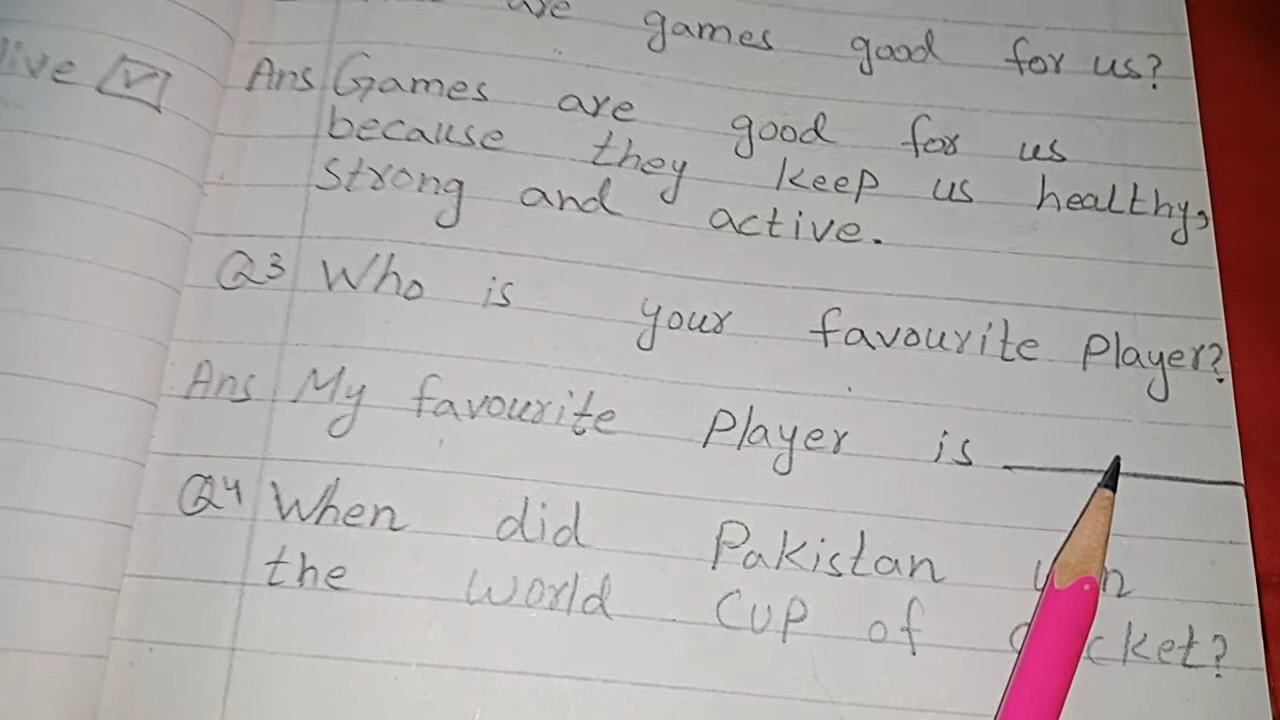 games good for us?
Ans Games are good for us
because they keep us healthy,
strong and active.
Q3 Who is your favourite Player?
Ans My favourite Player is
Q4 When did Pakistan
the world Cup of